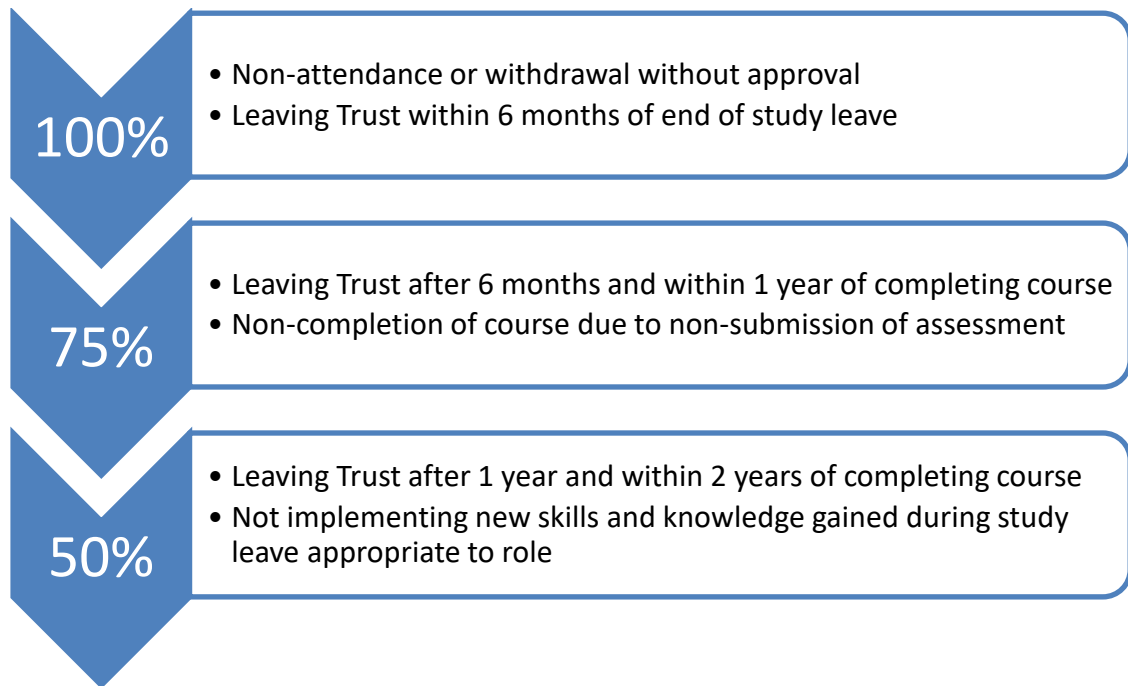 100%
• Non-attendance or withdrawal without approval
• Leaving Trust within 6 months of end of study leave
75%
• Leaving Trust after 6 months and within 1 year of completing course
• Non-completion of course due to non-submission of assessment
50%
• Leaving Trust after 1 year and within 2 years of completing course
• Not implementing new skills and knowledge gained during study
leave appropriate to role